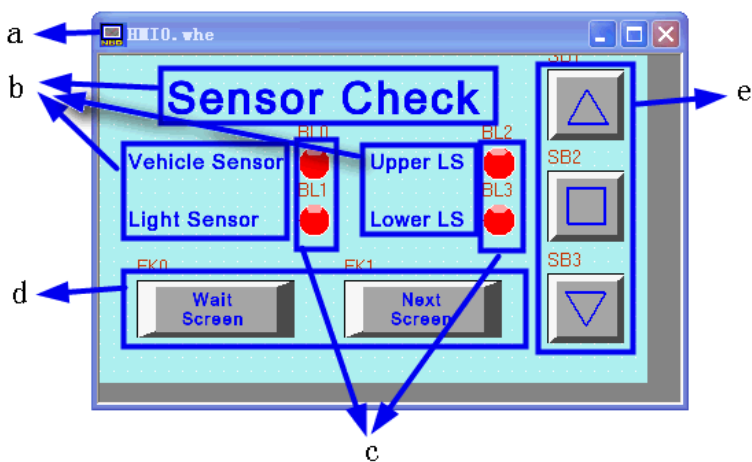 a
HMI0.whe
SB1
b
Sensor Check
e
BL0
BL2
Vehicle Sensor
Upper LS
SB2
BL1
BL3
Light Sensor
Lower LS
FK0
FK1
SB3
d
Wait
Screen
Next
Screen
c